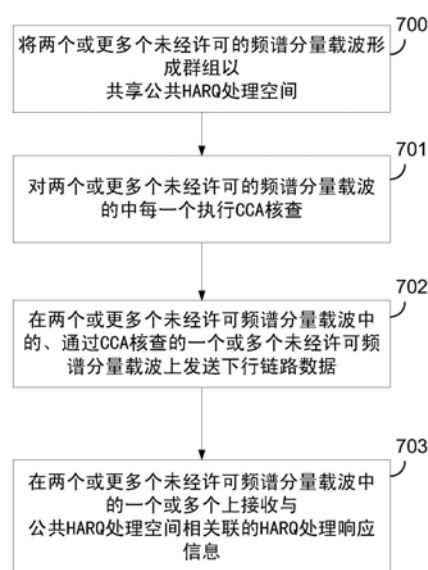 700
将两个或更多个未经许可的频谱分量载波形
成群组以
共享公共HARQ处理空间
701
对两个或更多个未经许可的频谱分量载波
的中每一个执行CCA核查
702
在两个或更多个未经许可频谱分量载波中
的、通过CCA核查的一个或多个未经许可频
谱分量载波上发送下行链路数据
703
在两个或更多个未经许可频谱分量载波中
的一个或多个上接收与
公共HARQ处理空间相关联的HARQ处理响应
信息